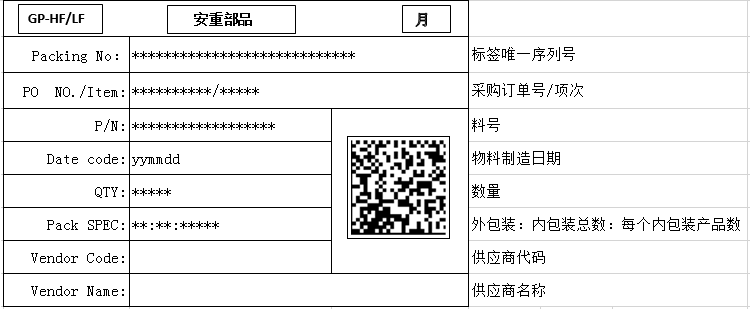 GP-HF/LF 安重部品 月
Packing No: **************************** 标签唯一序列号
PO NO./Item: **********/***** 采购订单号/项次
P/N: ****************** 料号
Date code: yymmdd 物料制造日期
QTY: ***** 数量
Pack SPEC: **:**:***** 外包装: 内包装总数: 每个内包装产品数
Vendor Code: 供应商代码
Vendor Name: 供应商名称